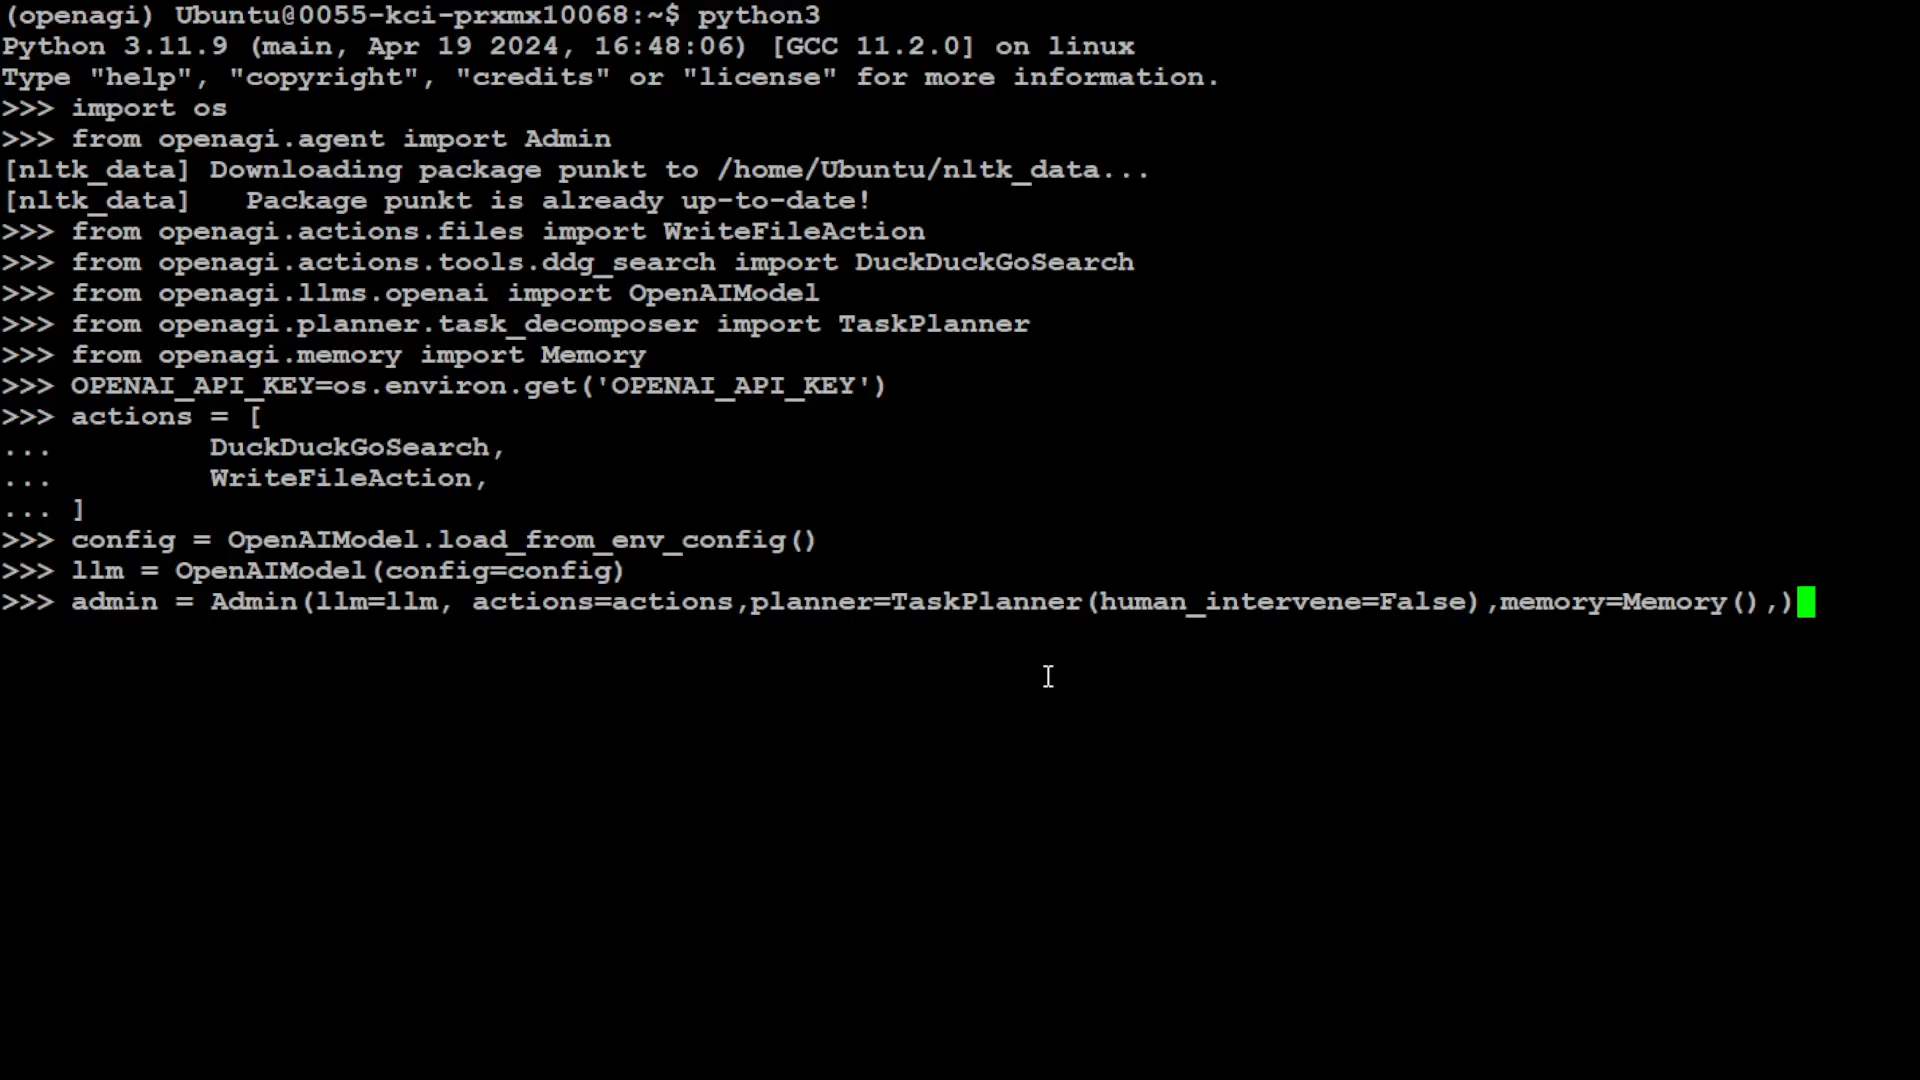 (openagi) Ubuntu@0055-kci-prxmx10068:~$ python3
Python 3.11.9 (main, Apr 19 2024, 16:48:06) [GCC 11.2.0] on linux
Type "help", "copyright", "credits" or "license" for more information.
>>> import os
>>> from openagi.agent import Admin
[nltk_data] Downloading package punkt to /home/Ubuntu/nltk_data...
[nltk_data]   Package punkt is already up-to-date!
>>> from openagi.actions.files import WriteFileAction
>>> from openagi.actions.tools.ddg_search import DuckDuckGoSearch
>>> from openagi.llms.openai import OpenAIModel
>>> from openagi.planner.task_decomposer import TaskPlanner
>>> from openagi.memory import Memory
>>> OPENAI_API_KEY=os.environ.get('OPENAI_API_KEY')
>>> actions = [
...         DuckDuckGoSearch,
...         WriteFileAction,
... ]
>>> config = OpenAIModel.load_from_env_config()
>>> llm = OpenAIModel(config=config)
>>> admin = Admin(llm=llm, actions=actions,planner=TaskPlanner(human_intervene=False),memory=Memory(),)